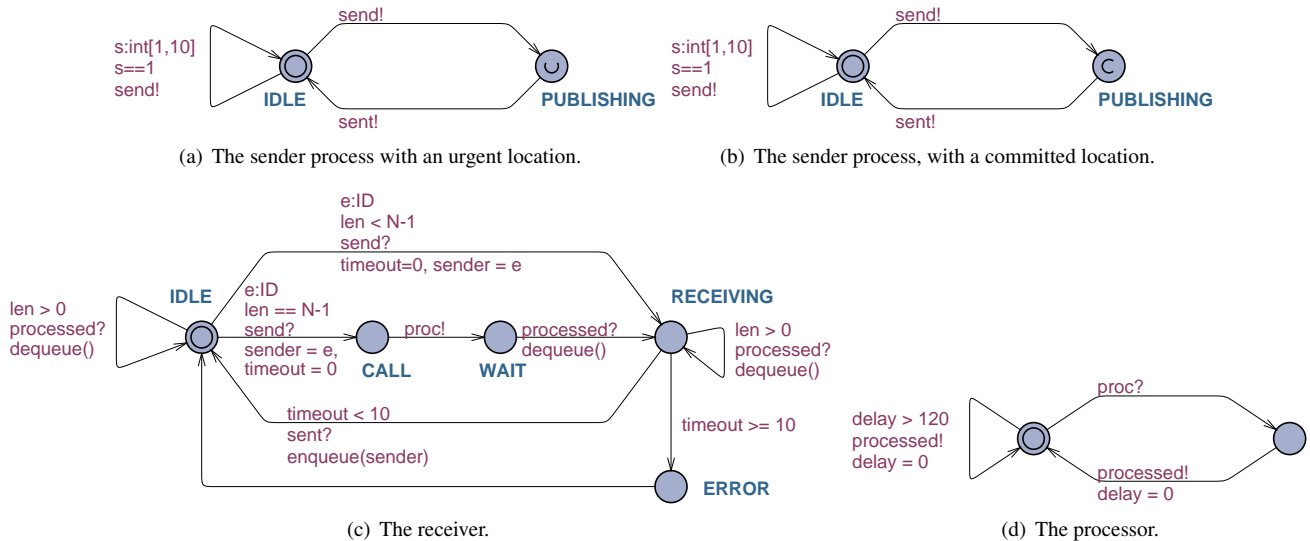 send!
s:int[1,10]
s==1
send!
IDLE
PUBLISHING
sent!
(a) The sender process with an urgent location.
send!
s:int[1,10]
s==1
send!
IDLE
PUBLISHING
sent!
(b) The sender process, with a committed location.
e:ID
len < N-1
send?
timeout=0, sender = e
IDLE
len > 0
processed?
dequeue()
e:ID
len == N-1
send?
sender = e,
timeout = 0
CALL
proc!
WAIT
processed?
dequeue()
RECEIVING
len > 0
processed?
dequeue()
timeout < 10
sent?
enqueue(sender)
timeout >= 10
ERROR
(c) The receiver.
proc?
delay > 120
processed!
delay = 0
processed!
delay = 0
(d) The processor.